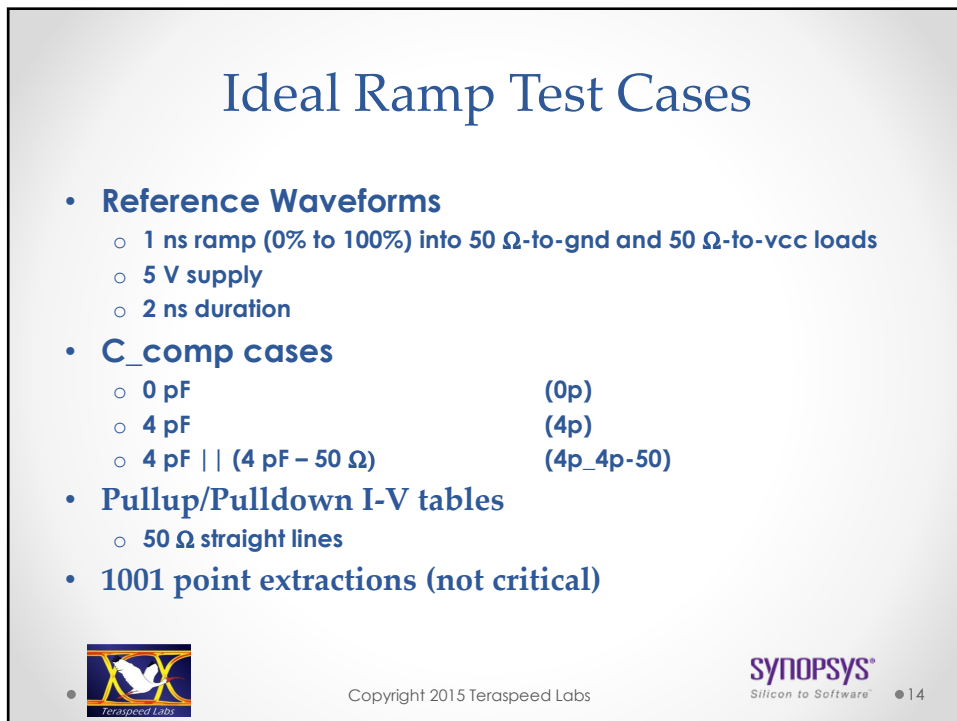 Ideal Ramp Test Cases
• Reference Waveforms
o 1 ns ramp (0% to 100%) into 50 Ω-to-gnd and 50 Ω-to-vcc loads
o 5 V supply
o 2 ns duration
• C_comp cases
o 0 pF (0p)
o 4 pF (4p)
o 4 pF || (4 pF – 50 Ω) (4p_4p-50)
• Pullup/Pulldown I-V tables
o 50 Ω straight lines
• 1001 point extractions (not critical)
Teraspeed Labs
Copyright 2015 Teraspeed Labs
SYNOPSYS®
Silicon to Software™
14